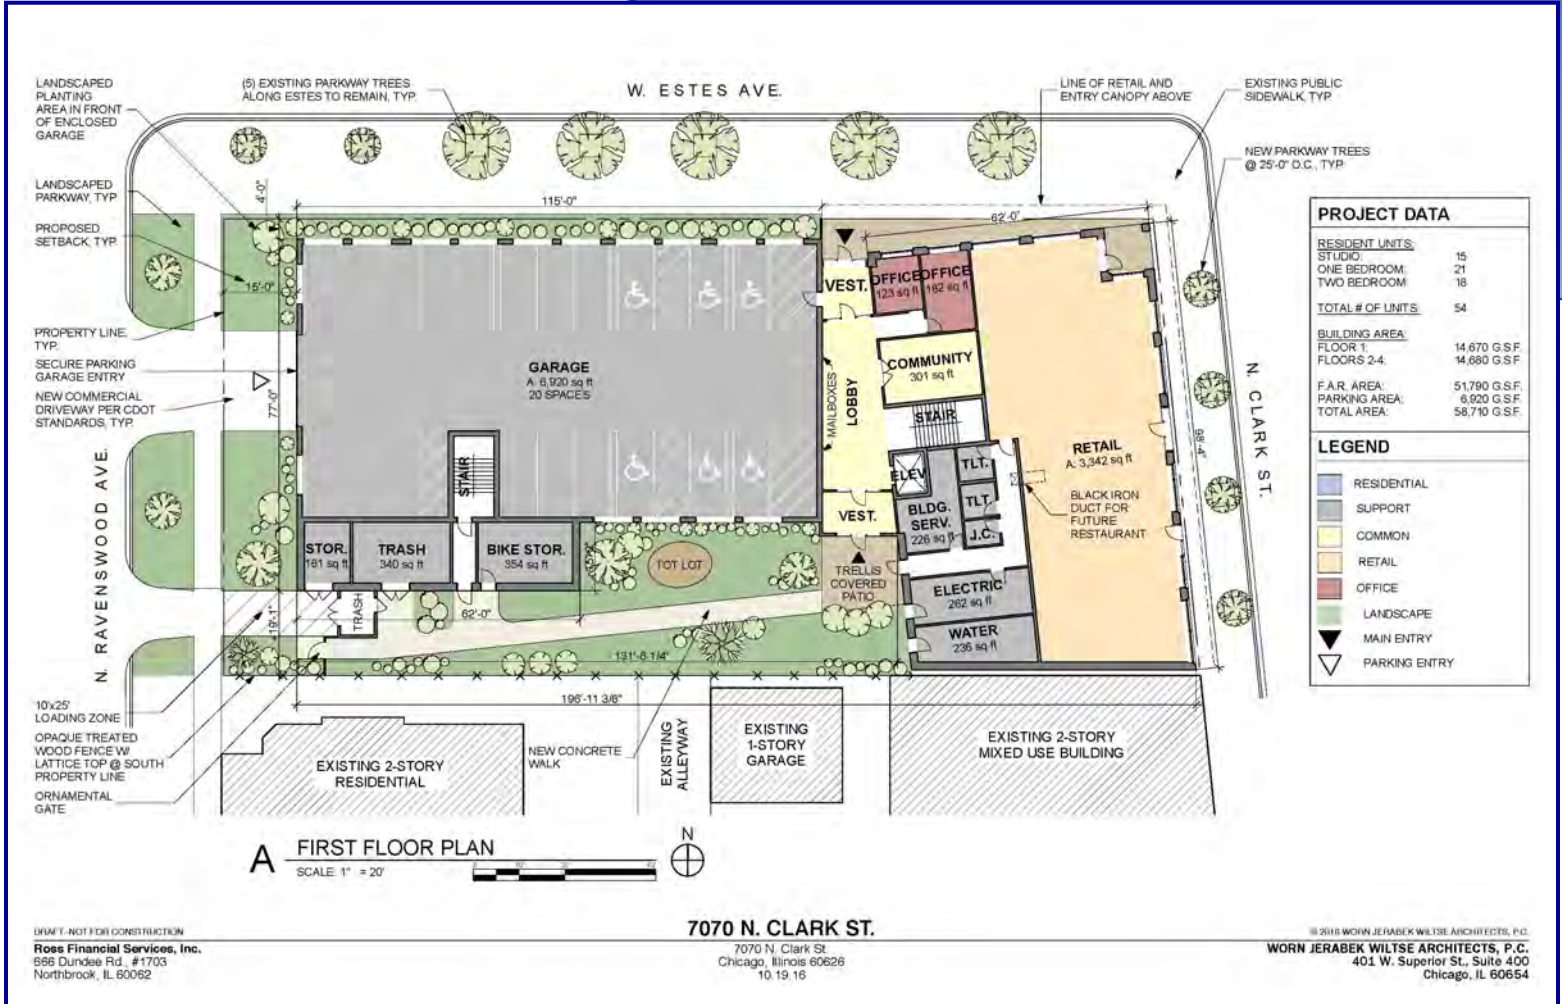 LANDSCAPED
PLANTING
AREA IN FRONT
OF ENCLOSED
GARAGE
(5) EXISTING PARKWAY TREES
ALONG ESTES TO REMAIN, TYP.
W. ESTES AVE.
LINE OF RETAIL AND
ENTRY CANOPY ABOVE
EXISTING PUBLIC
SIDEWALK, TYP.
NEW PARKWAY TREES
@ 25'-0" O.C., TYP.
LANDSCAPED
PARKWAY, TYP.
PROPOSED
SETBACK, TYP.
PROPERTY LINE,
TYP.
SECURE PARKING
GARAGE ENTRY
NEW COMMERCIAL
DRIVEWAY PER CDOT
STANDARDS, TYP.
N. RAVENSWOOD AVE.
10'x25'
LOADING ZONE
OPAQUE TREATED
WOOD FENCE W/
LATTICE TOP @ SOUTH
PROPERTY LINE
ORNAMENTAL
GATE
4'-0"
115'-0"
62'-0"
15'-0"
77'-0"
GARAGE
A: 6,920 sq ft
20 SPACES
STAIR
STOR.
161 sq ft
TRASH
340 sq ft
BIKE STOR.
354 sq ft
TRASH
119'-1"
62'-0"
TOT LOT
131'-6 1/4"
196'-11 3/8"
VEST.
OFFICE
123 sq ft
OFFICE
162 sq ft
COMMUNITY
301 sq ft
MAILBOXES
LOBBY
STAIR
ELEV
TLT.
TLT.
J.C.
BLDG.
SERV.
226 sq ft
VEST.
TRELLIS
COVERED
PATIO
ELECTRIC
262 sq ft
WATER
236 sq ft
RETAIL
A: 3,342 sq ft
BLACK IRON
DUCT FOR
FUTURE
RESTAURANT
98'-4"
N. CLARK ST.
EXISTING 2-STORY
RESIDENTIAL
NEW CONCRETE
WALK
EXISTING
ALLEYWAY
EXISTING
1-STORY
GARAGE
EXISTING 2-STORY
MIXED USE BUILDING
PROJECT DATA
RESIDENT UNITS:
STUDIO: 15
ONE BEDROOM: 21
TWO BEDROOM: 18
TOTAL # OF UNITS: 54
BUILDING AREA:
FLOOR 1: 14,670 G.S.F.
FLOORS 2-4: 14,680 G.S.F.
F.A.R. AREA: 51,790 G.S.F.
PARKING AREA: 6,920 G.S.F.
TOTAL AREA: 58,710 G.S.F.
LEGEND
RESIDENTIAL
SUPPORT
COMMON
RETAIL
OFFICE
LANDSCAPE
MAIN ENTRY
PARKING ENTRY
A FIRST FLOOR PLAN
SCALE: 1" = 20'
N
DRAFT - NOT FOR CONSTRUCTION
Ross Financial Services, Inc.
666 Dundee Rd., #1703
Northbrook, IL 60062
7070 N. CLARK ST.
7070 N. Clark St.
Chicago, Illinois 60626
10.19.16
© 2016 WORN JERABEK WILTSE ARCHITECTS, P.C.
WORN JERABEK WILTSE ARCHITECTS, P.C.
401 W. Superior St., Suite 400
Chicago, IL 60654